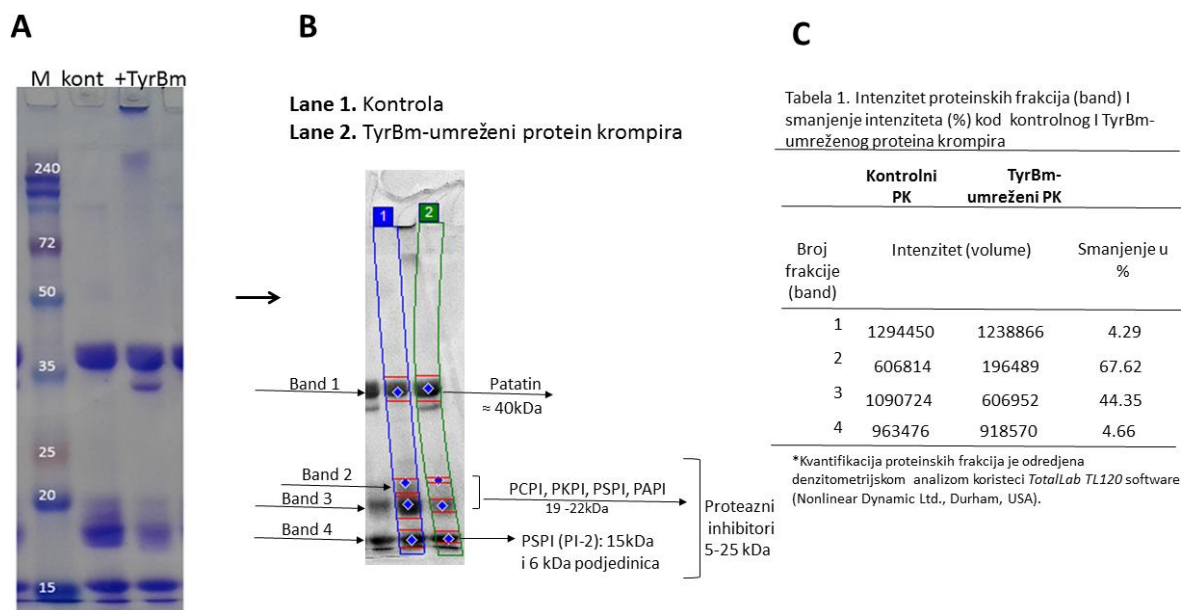 A
M kont +TyrBm
240
72
50
35
25
20
15
B
Lane 1. Kontrola
Lane 2. TyrBm-umreženi protein krompira
1 2
Band 1
Patatin
≈ 40kDa
Band 2
Band 3
Band 4
PCPI, PKPI, PSPI, PAPI
19 -22kDa
PSPI (PI-2): 15kDa
i 6 kDa podjedinica
Proteazni
inhibitori
5-25 kDa
C
Tabela 1. Intenzitet proteinskih frakcija (band) I
smanjenje intenziteta (%) kod kontrolnog I TyrBm-
umreženog proteina krompira
Kontrolni PK TyrBm-umreženi PK
Broj frakcije (band) Intenzitet (volume) Smanjenje u %
1 1294450 1238866 4.29
2 606814 196489 67.62
3 1090724 606952 44.35
4 963476 918570 4.66
*Kvantifikacija proteinskih frakcija je odredjena
denzitometrijskom analizom koristeci TotalLab TL120 software
(Nonlinear Dynamic Ltd., Durham, USA).